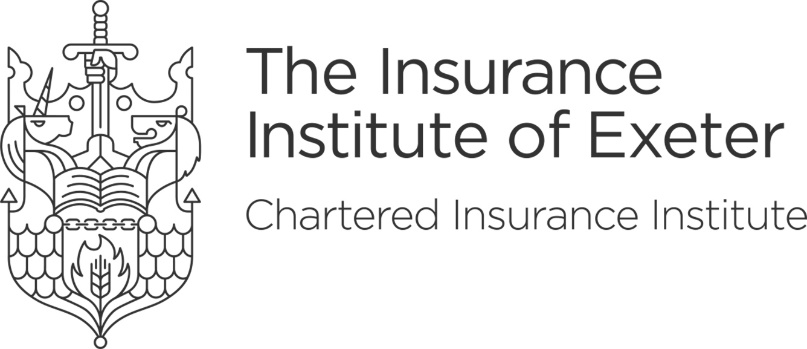 The Insurance
Institute of Exeter
Chartered Insurance Institute